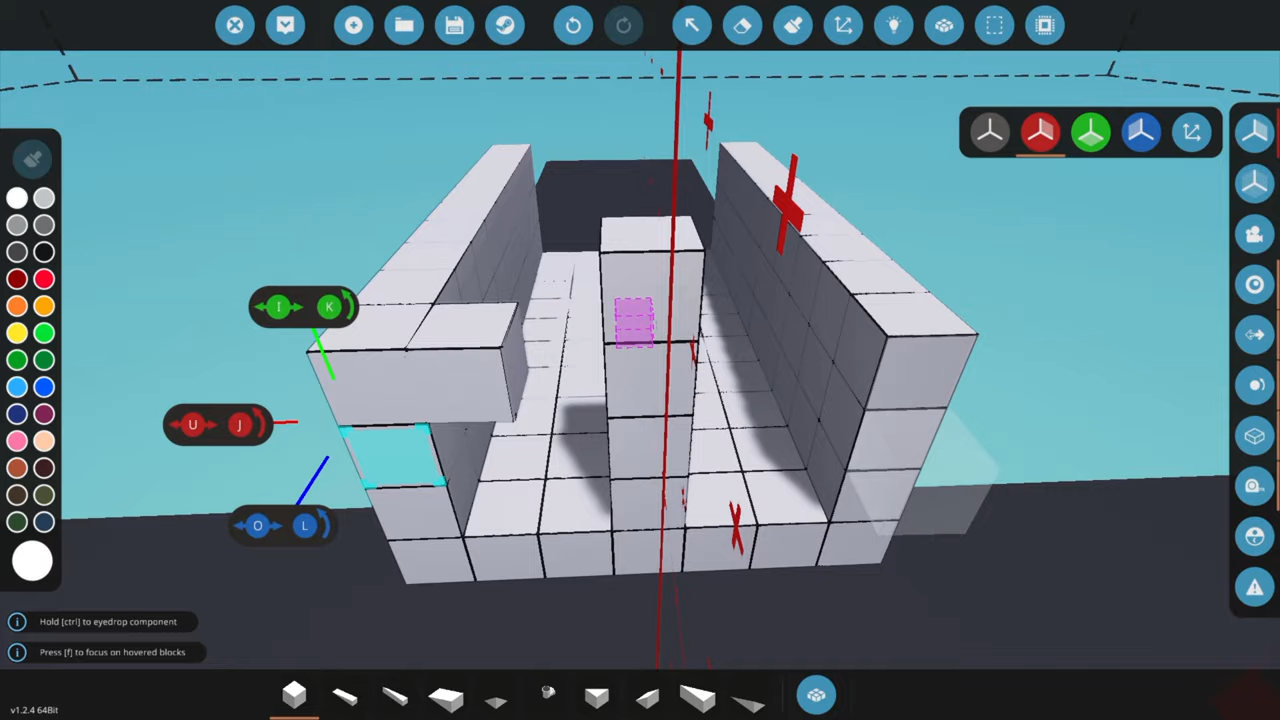 I K
U J
O L
Hold [ctrl] to eyedrop component
Press [f] to focus on hovered blocks
v1.2.4 64Bit